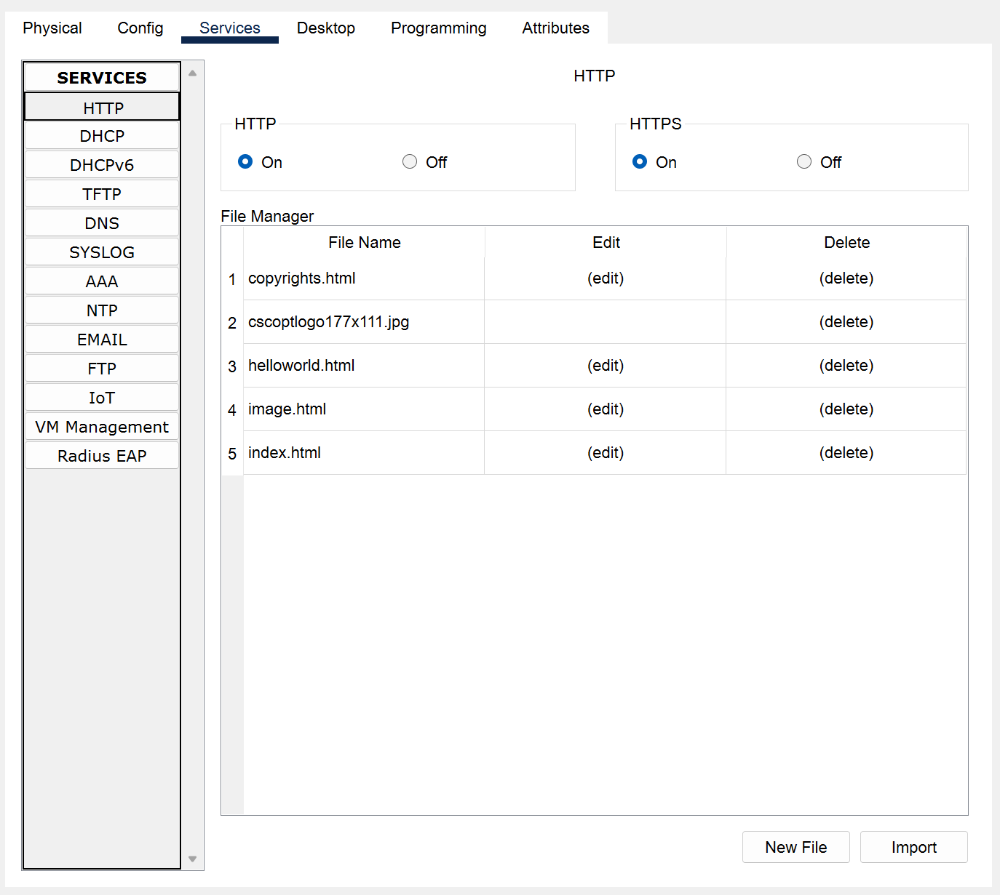 Physical Config Services Desktop Programming Attributes
SERVICES
HTTP
DHCP
DHCPv6
TFTP
DNS
SYSLOG
AAA
NTP
EMAIL
FTP
IoT
VM Management
Radius EAP
HTTP
HTTP
On Off
HTTPS
On Off
File Manager
File Name Edit Delete
1 copyrights.html (edit) (delete)
2 cscoptlogo177x111.jpg (delete)
3 helloworld.html (edit) (delete)
4 image.html (edit) (delete)
5 index.html (edit) (delete)
New File Import